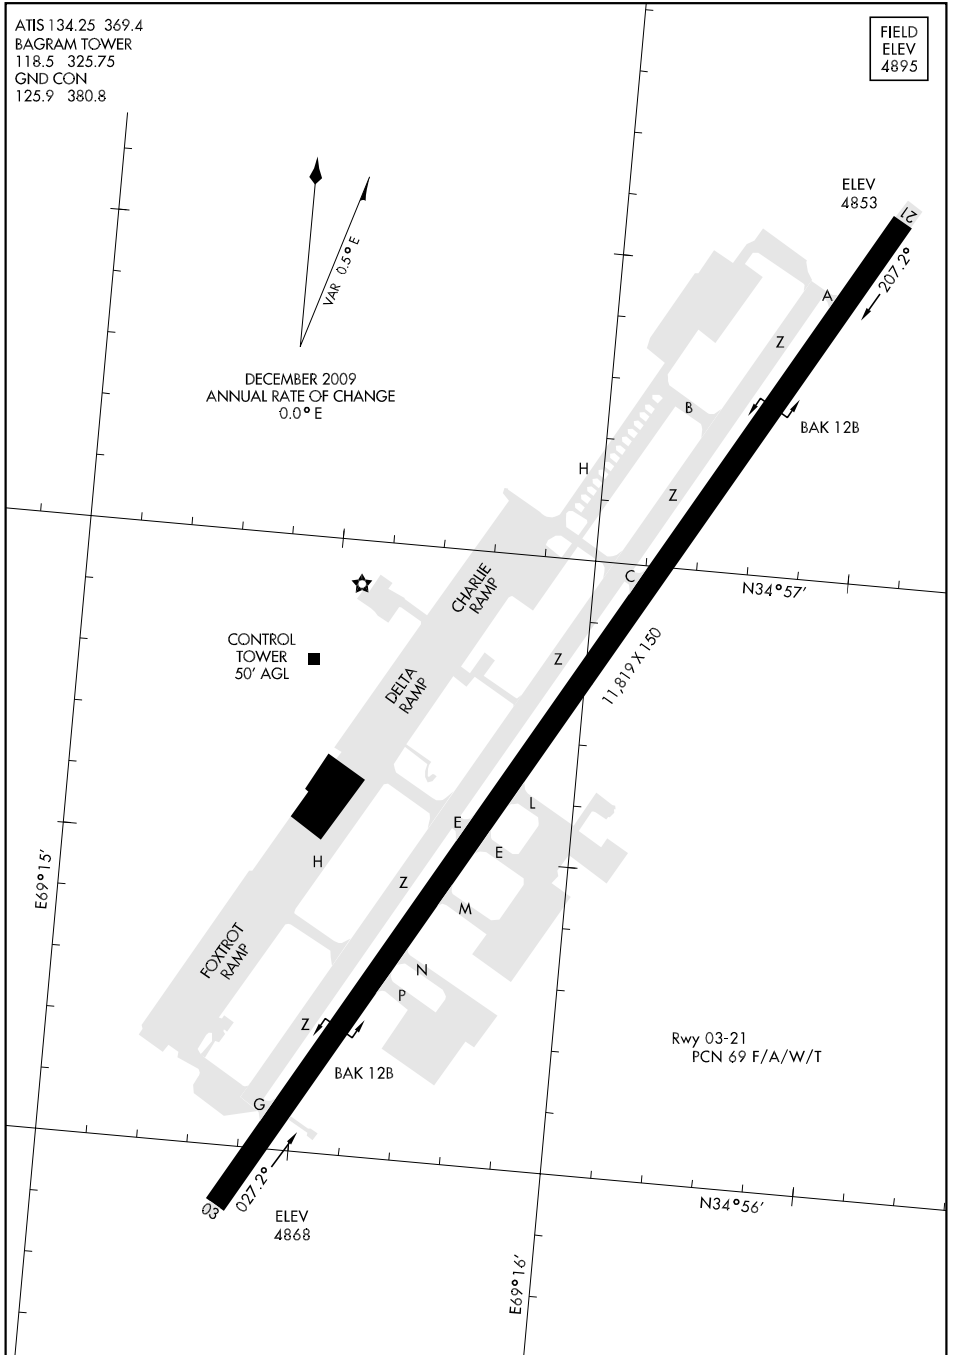 ATIS 134.25 369.4
BAGRAM TOWER
118.5 325.75
GND CON
125.9 380.8
FIELD
ELEV
4895
ELEV
4853
21
207.2°
VAR 0.5° E
DECEMBER 2009
ANNUAL RATE OF CHANGE
0.0° E
A
Z
B
BAK 12B
H
Z
C
N34°57'
CHARLIE
RAMP
CONTROL
TOWER
50' AGL
Z
11,819 X 150
DELTA
RAMP
L
E
E
H
Z
E69°15'
M
FOXTROT
RAMP
N
P
Z
Rwy 03-21
PCN 69 F/A/W/T
BAK 12B
G
027.2°
03
N34°56'
ELEV
4868
E69°16'